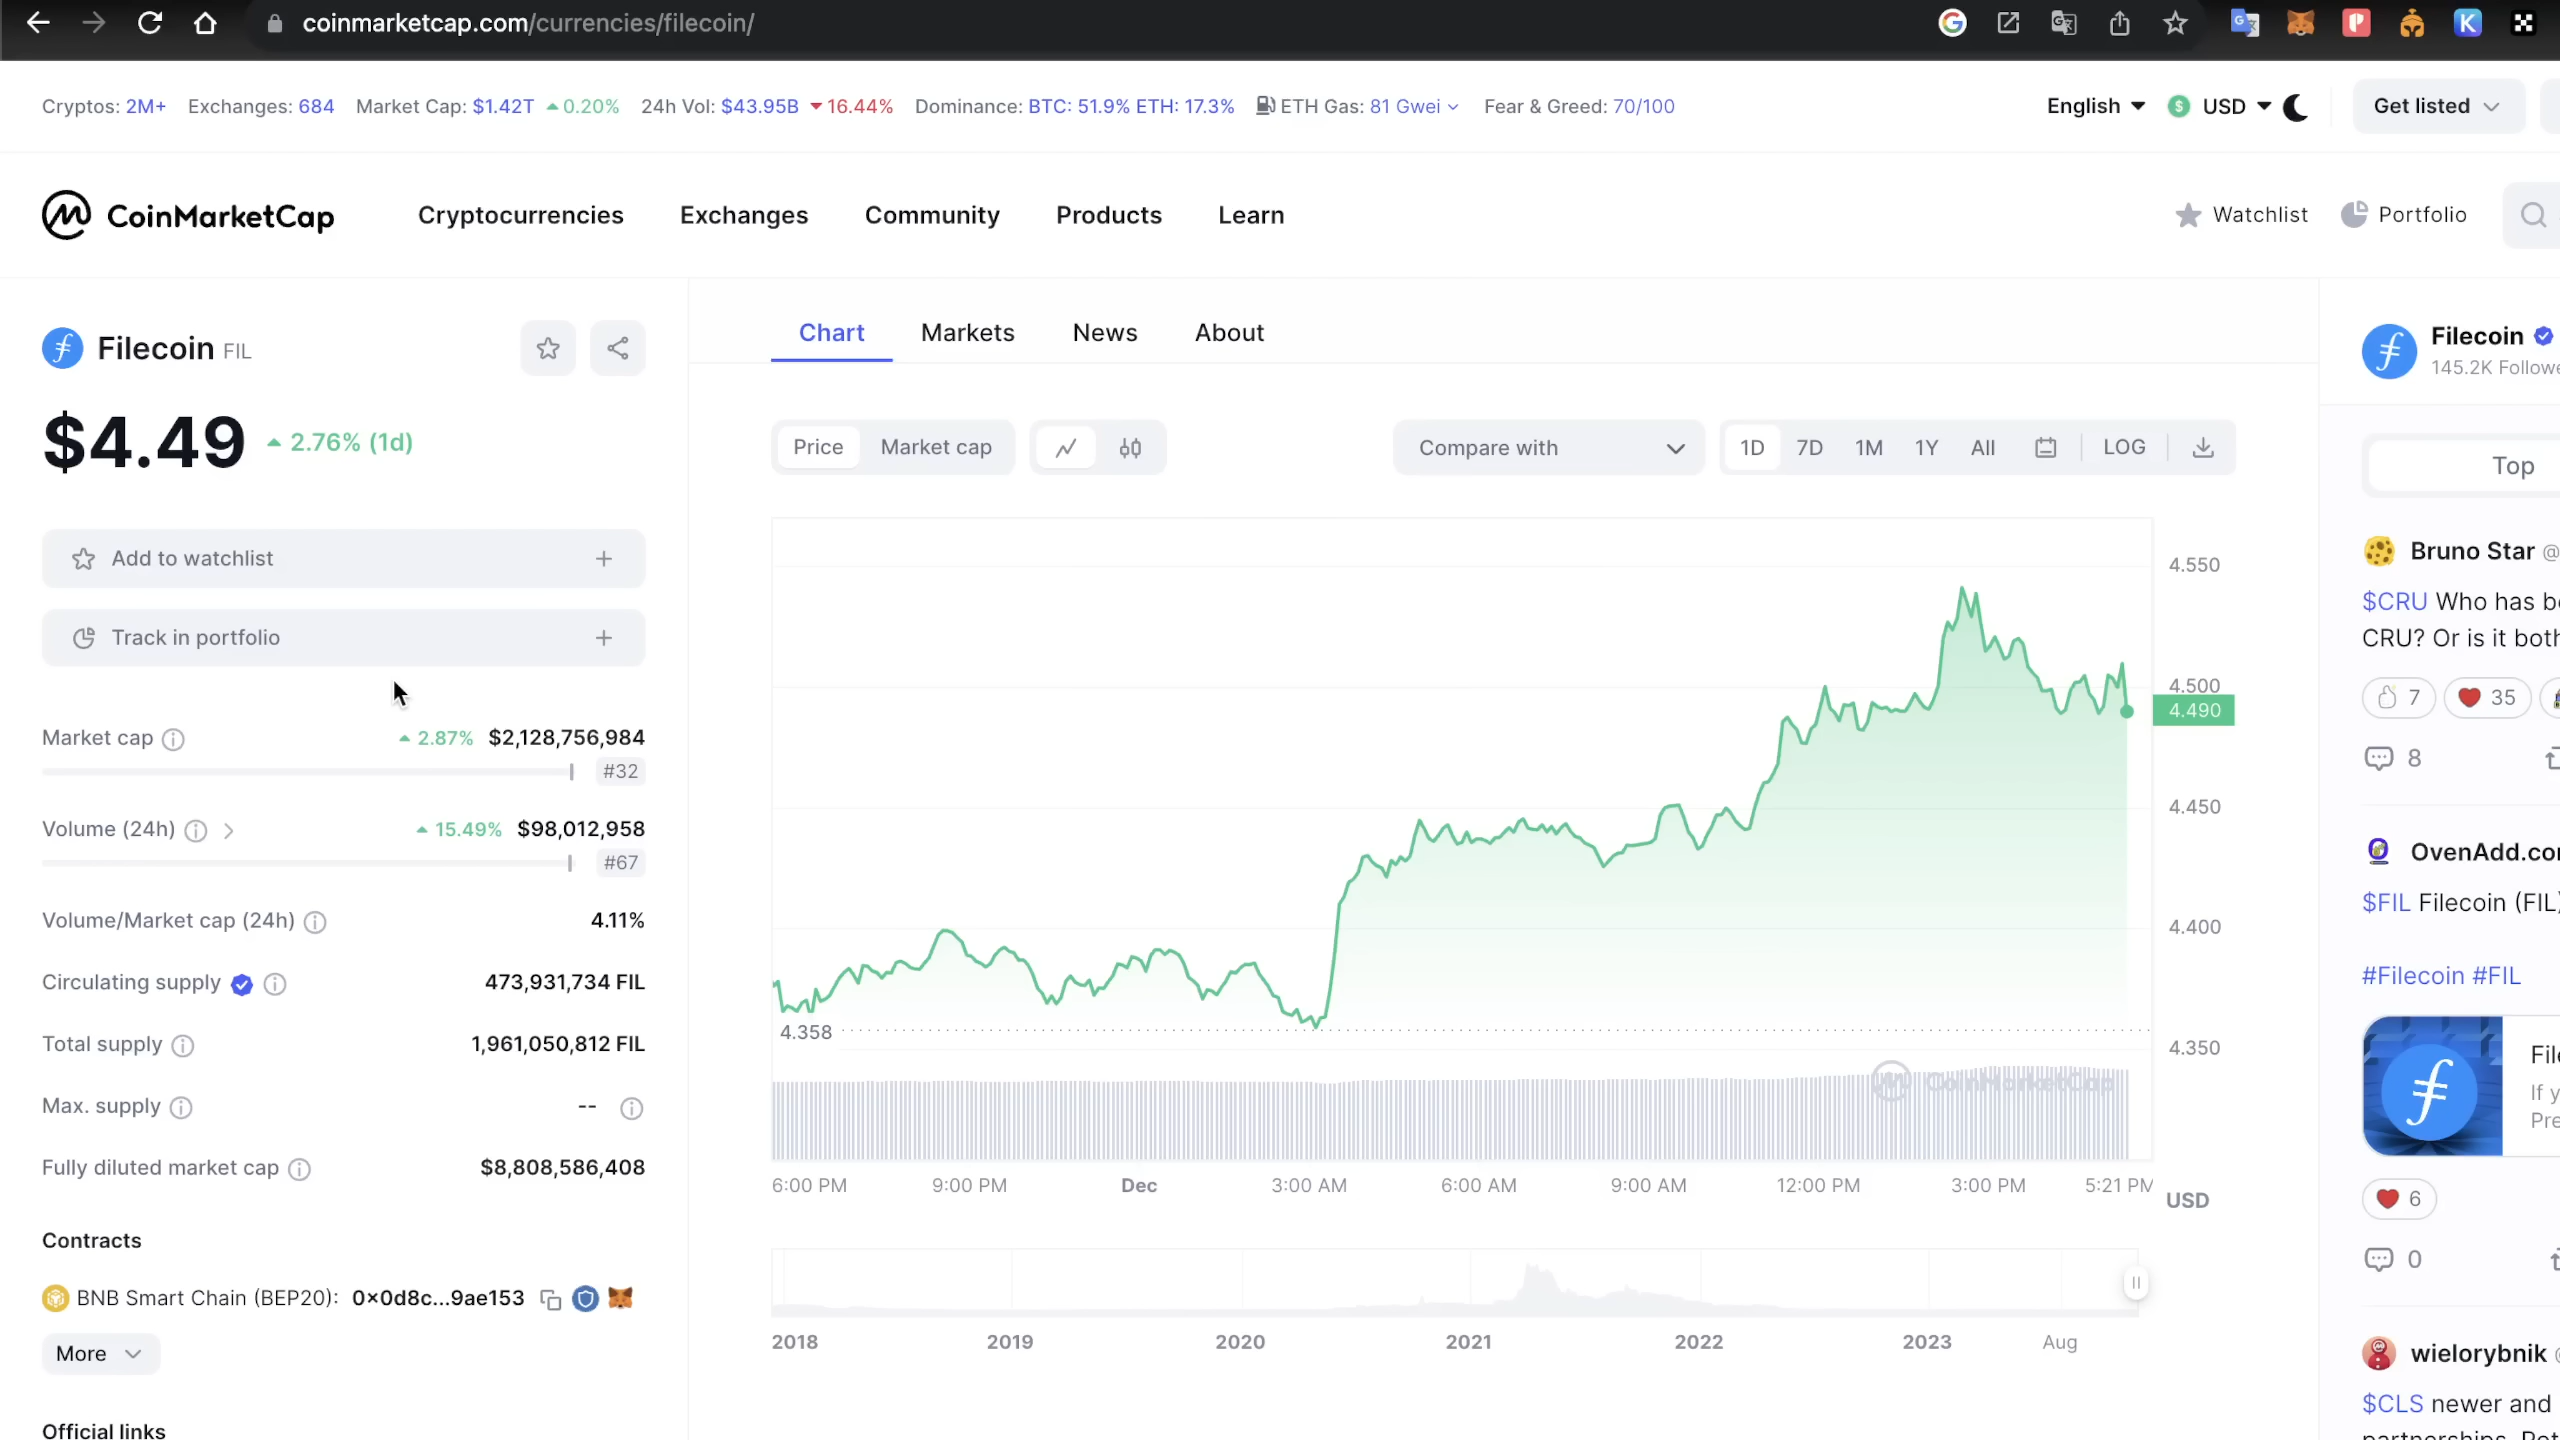 coinmarketcap.com/currencies/filecoin/
Cryptos: 2M+ Exchanges: 684 Market Cap: $1.42T 0.20% 24h Vol: $43.95B 16.44% Dominance: BTC: 51.9% ETH: 17.3% ETH Gas: 81 Gwei Fear & Greed: 70/100 English USD Get listed
CoinMarketCap Cryptocurrencies Exchanges Community Products Learn Watchlist Portfolio
Filecoin FIL
$4.49 2.76% (1d)
Add to watchlist
Track in portfolio
Market cap 2.87% $2,128,756,984
#32
Volume (24h) 15.49% $98,012,958
#67
Volume/Market cap (24h) 4.11%
Circulating supply 473,931,734 FIL
Total supply 1,961,050,812 FIL
Max. supply --
Fully diluted market cap $8,808,586,408
Contracts
BNB Smart Chain (BEP20): 0x0d8c...9ae153
More
Official links
Chart Markets News About
Price Market cap Compare with 1D 7D 1M 1Y All LOG
4.550
4.500
4.490
4.450
4.400
4.358
4.350
CoinMarketCap
6:00 PM 9:00 PM Dec 3:00 AM 6:00 AM 9:00 AM 12:00 PM 3:00 PM 5:21 PM
USD
2018 2019 2020 2021 2022 2023 Aug
Filecoin
145.2K
Top
Bruno Star @
$CRU Who has
CRU? Or is it
7 35
8
$FIL Filecoin (FIL)
#Filecoin #FIL
If
6
0
wielorybnik
$CLS newer and